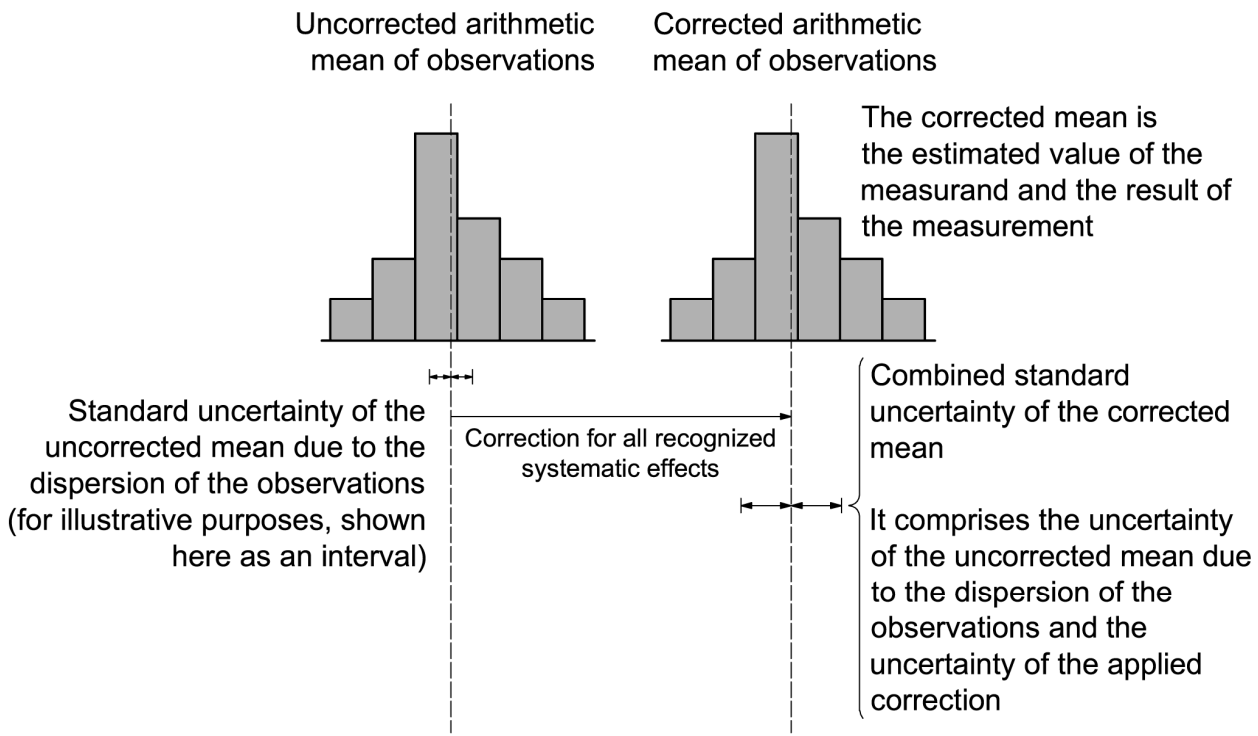 Uncorrected arithmetic
mean of observations
Corrected arithmetic
mean of observations
The corrected mean is
the estimated value of the
measurand and the result of
the measurement
Standard uncertainty of the
uncorrected mean due to the
dispersion of the observations
(for illustrative purposes, shown
here as an interval)
Correction for all recognized
systematic effects
Combined standard
uncertainty of the corrected
mean
It comprises the uncertainty
of the uncorrected mean due
to the dispersion of the
observations and the
uncertainty of the applied
correction